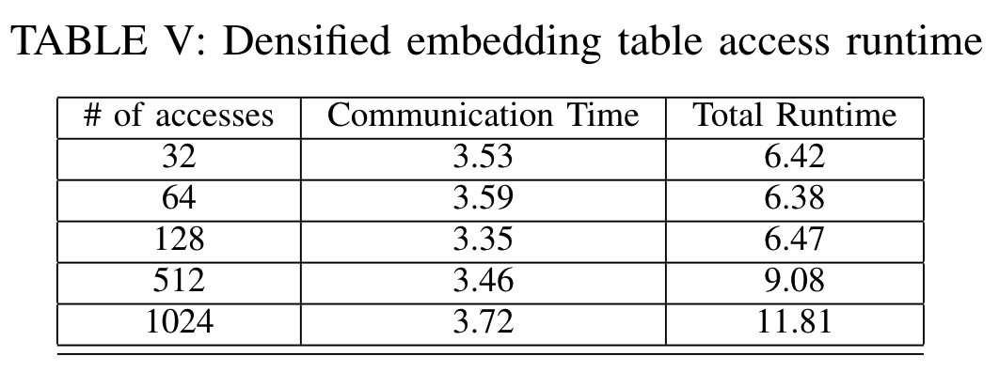 TABLE V: Densified embedding table access runtime
# of accesses Communication Time Total Runtime
32 3.53 6.42
64 3.59 6.38
128 3.35 6.47
512 3.46 9.08
1024 3.72 11.81